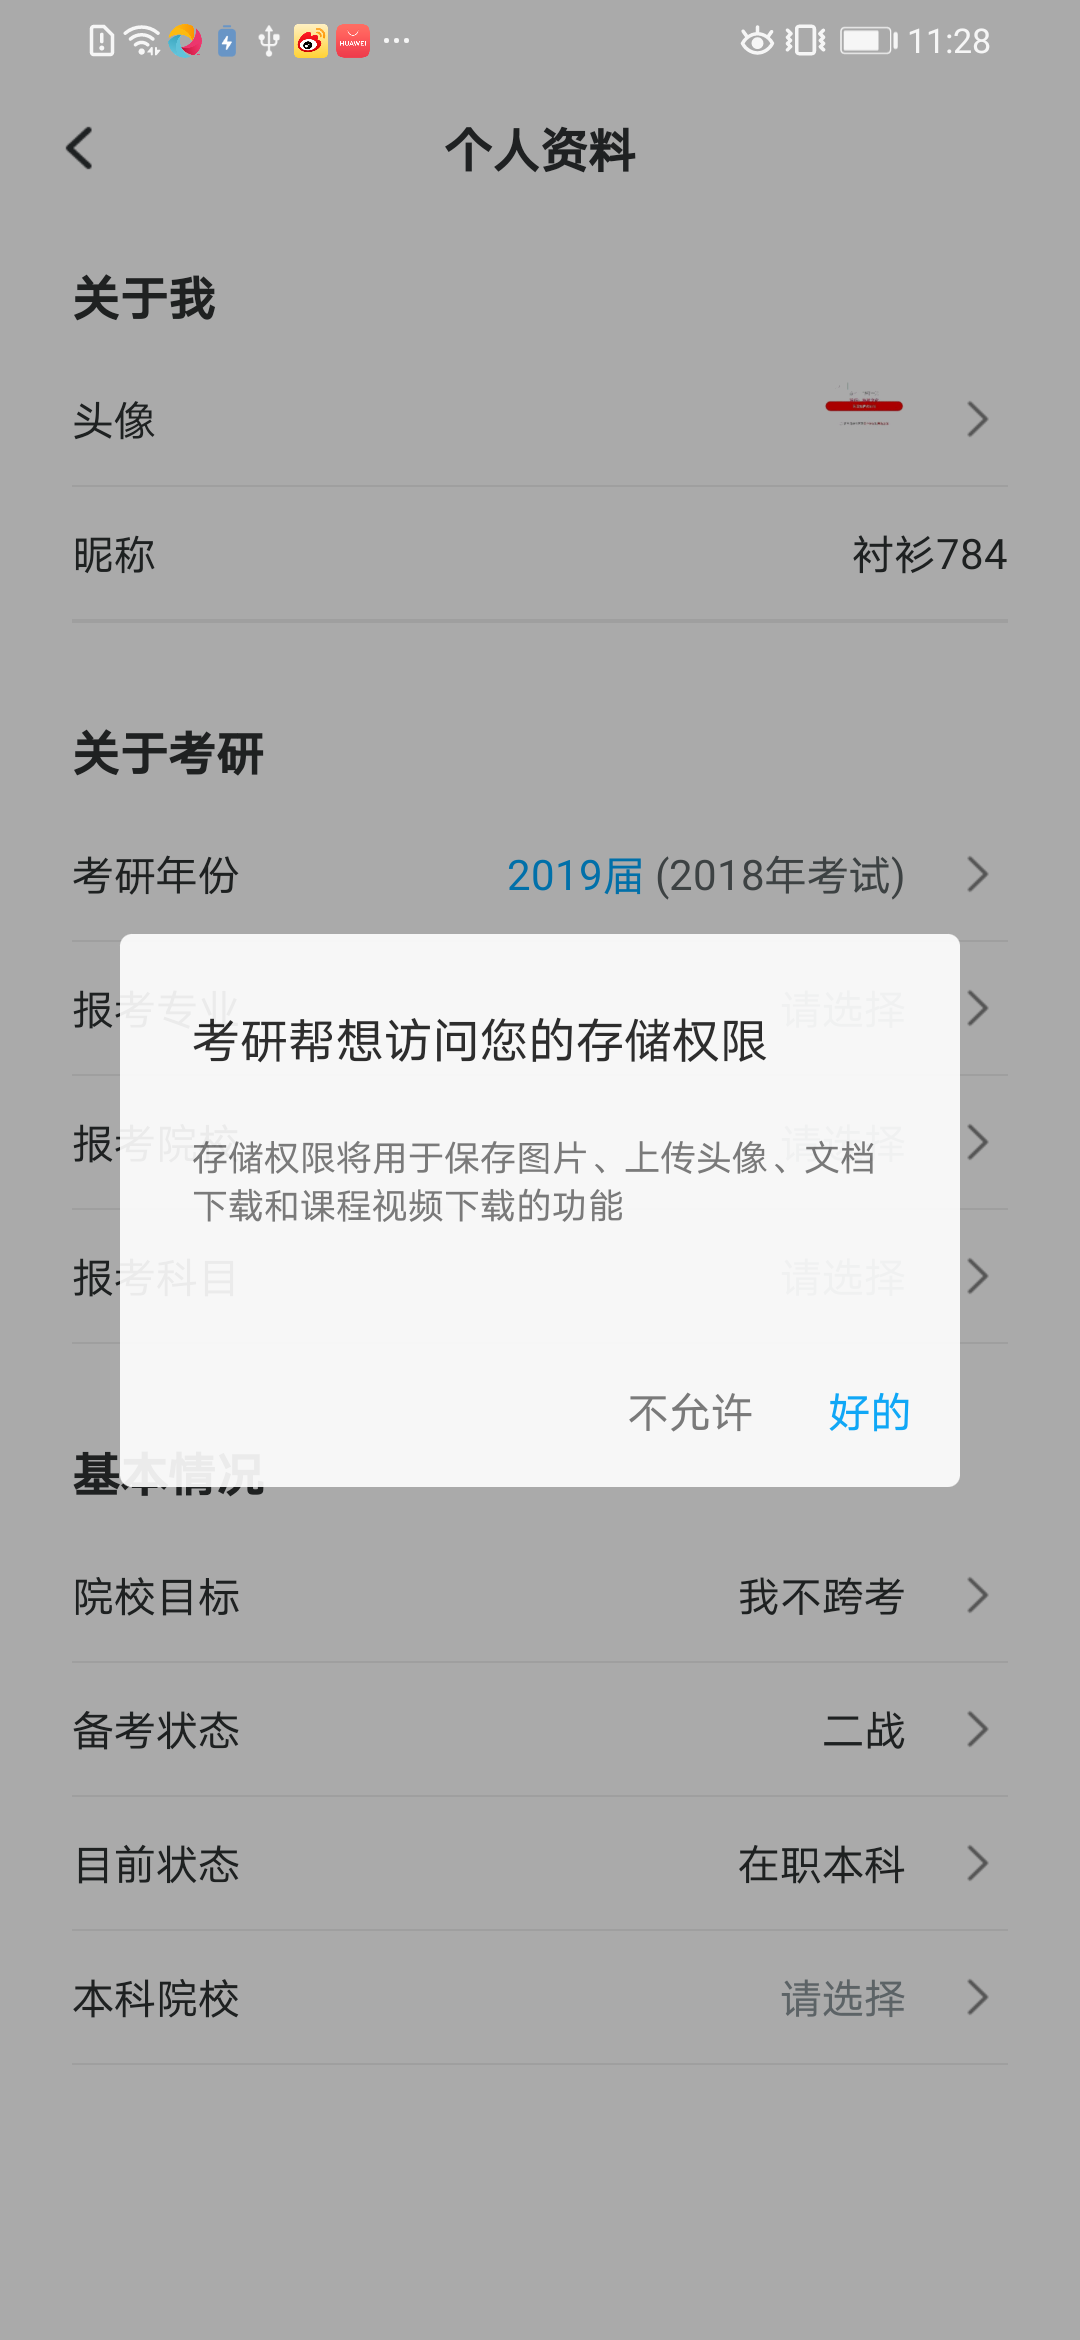 11:28
HUAWEI
个人资料
关于我
头像
昵称 衬衫784
关于考研
考研年份 2019届 (2018年考试)
报考专业 请选择
考研帮想访问您的存储权限
报考院校 请选择
存储权限将用于保存图片、上传头像、文档
下载和课程视频下载的功能
报考科目 请选择
不允许 好的
基本情况
院校目标 我不跨考
备考状态 二战
目前状态 在职本科
本科院校 请选择